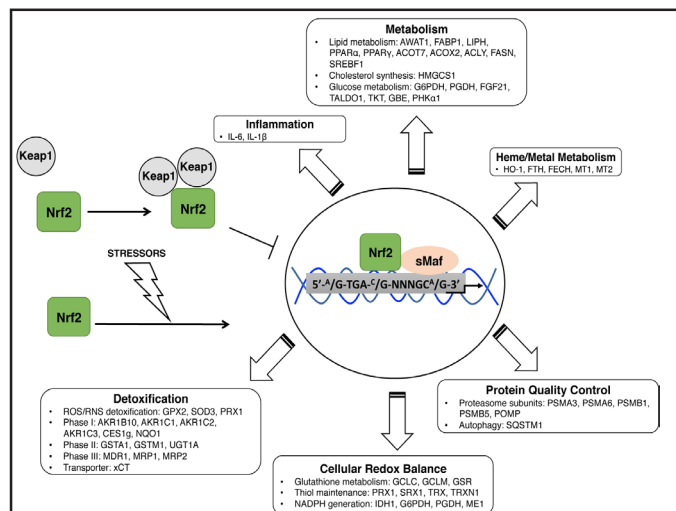 Metabolism
• Lipid metabolism: AWAT1, FABP1, LIPH,
PPARα, PPARγ, ACOT7, ACOX2, ACLY, FASN,
SREBF1
• Cholesterol synthesis: HMGCS1
• Glucose metabolism: G6PDH, PGDH, FGF21,
TALDO1, TKT, GBE, PHKα1
Inflammation
• IL-6, IL-1β
Heme/Metal Metabolism
• HO-1, FTH, FECH, MT1, MT2
Keap1
Keap1
Keap1
Nrf2
Nrf2
STRESSORS
Nrf2
Nrf2
sMaf
5’-A/G-TGA-C/G-NNNGCA/G-3’
Detoxification
• ROS/RNS detoxification: GPX2, SOD3, PRX1
• Phase I: AKR1B10, AKR1C1, AKR1C2,
AKR1C3, CES1g, NQO1
• Phase II: GSTA1, GSTM1, UGT1A
• Phase III: MDR1, MRP1, MRP2
• Transporter: xCT
Protein Quality Control
• Proteasome subunits: PSMA3, PSMA6, PSMB1,
PSMB5, POMP
• Autophagy: SQSTM1
Cellular Redox Balance
• Glutathione metabolism: GCLC, GCLM, GSR
• Thiol maintenance: PRX1, SRX1, TRX, TRXN1
• NADPH generation: IDH1, G6PDH, PGDH, ME1